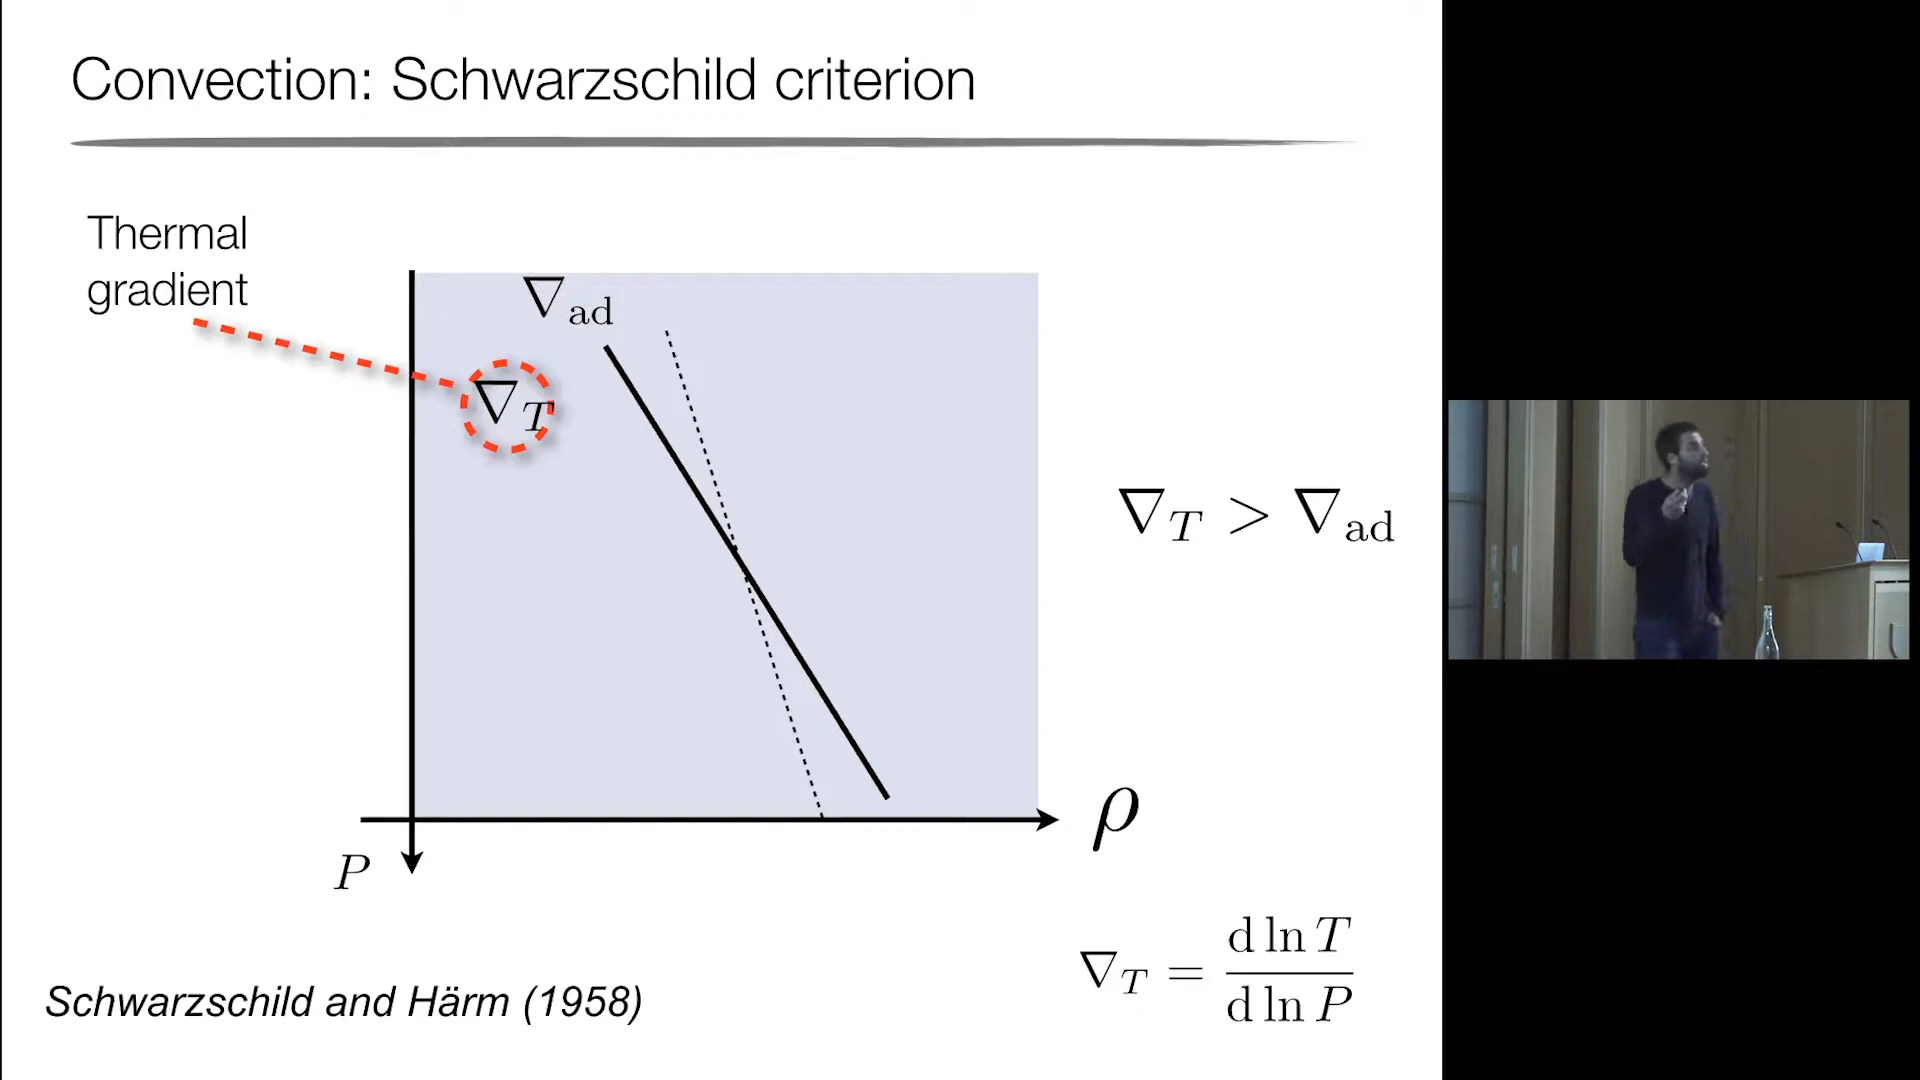 Convection: Schwarzschild criterion
Thermal
gradient
∇ad
∇T
∇T > ∇ad
ρ
P
∇T = d ln T / d ln P
Schwarzschild and Härm (1958)